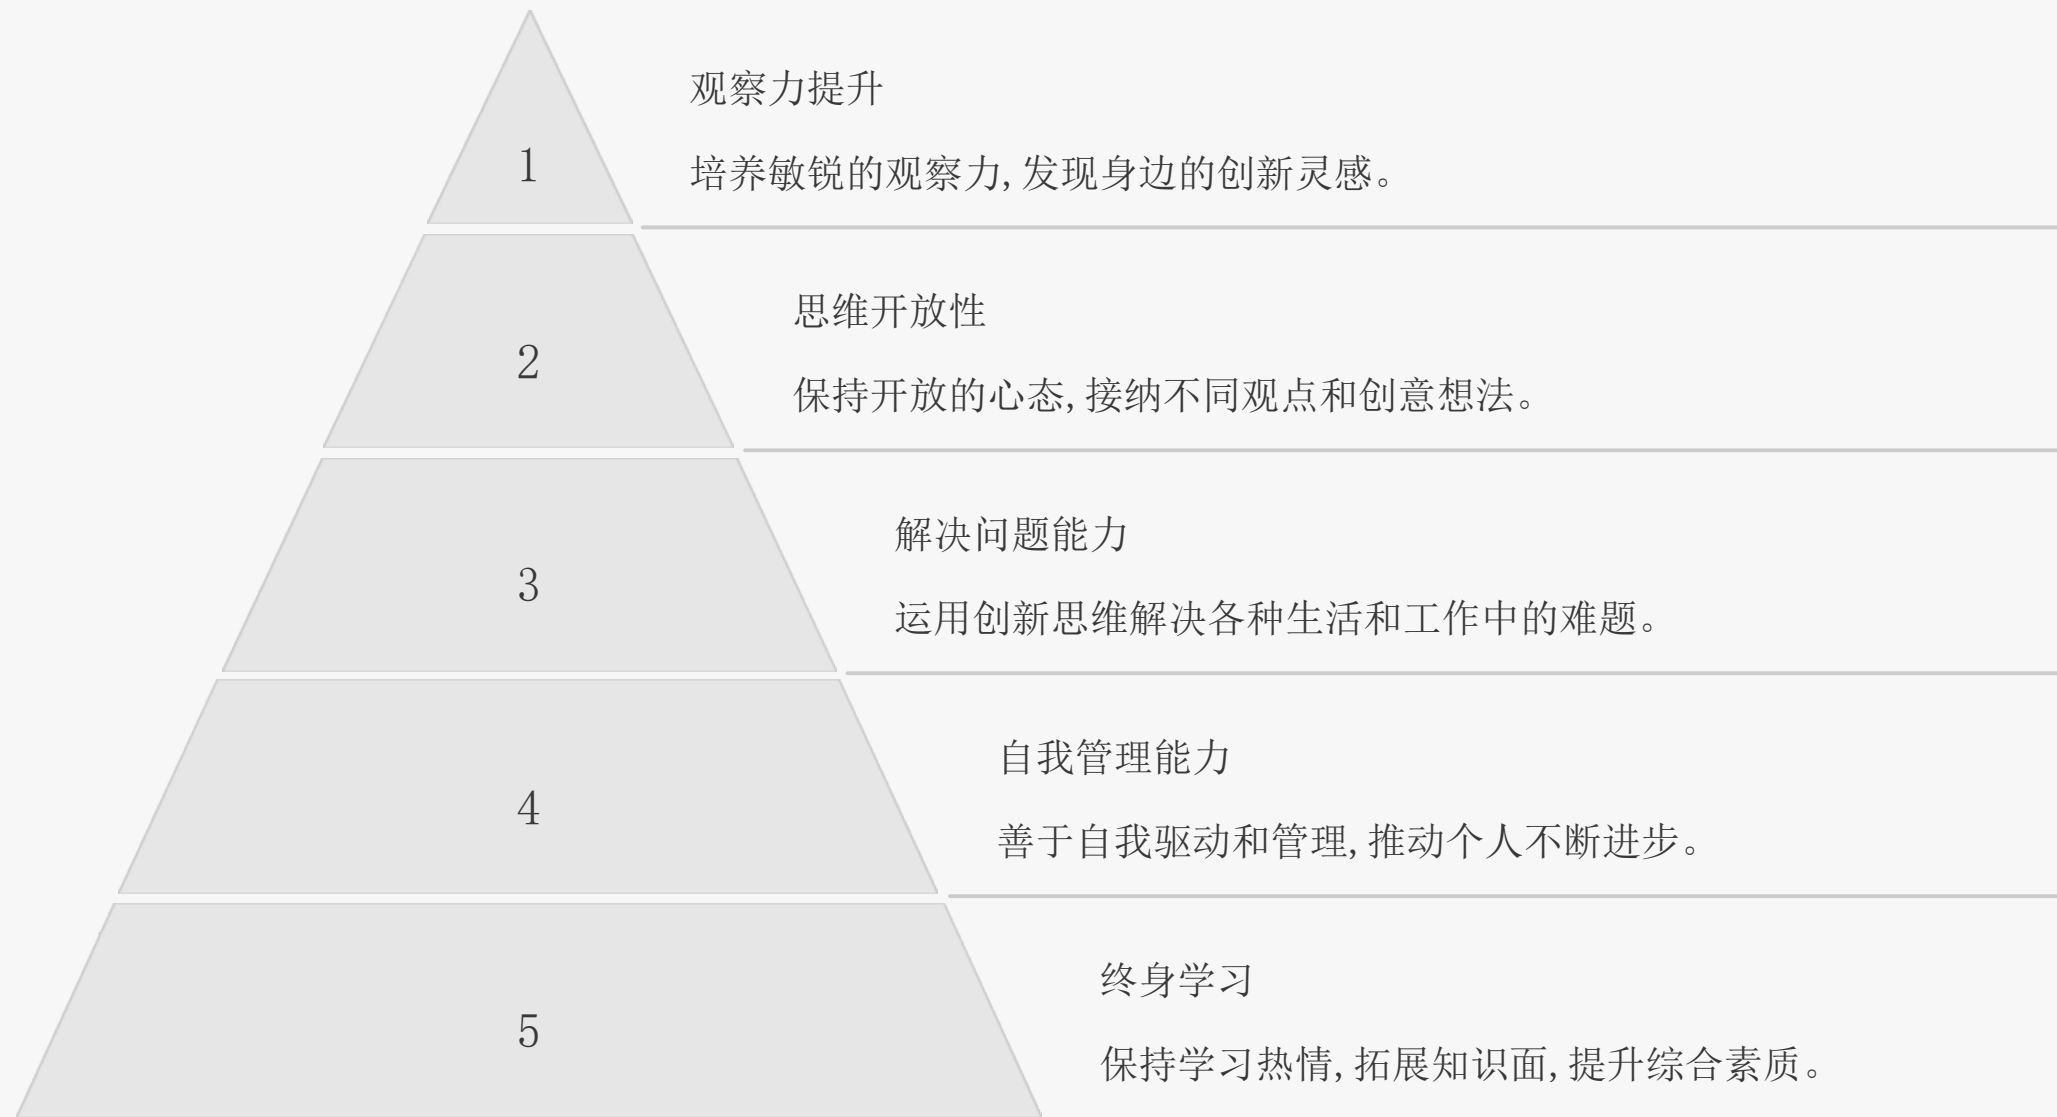 1
观察力提升
培养敏锐的观察力,发现身边的创新灵感。
2
思维开放性
保持开放的心态,接纳不同观点和创意想法。
3
解决问题能力
运用创新思维解决各种生活和工作中的难题。
4
自我管理能力
善于自我驱动和管理,推动个人不断进步。
5
终身学习
保持学习热情,拓展知识面,提升综合素质。